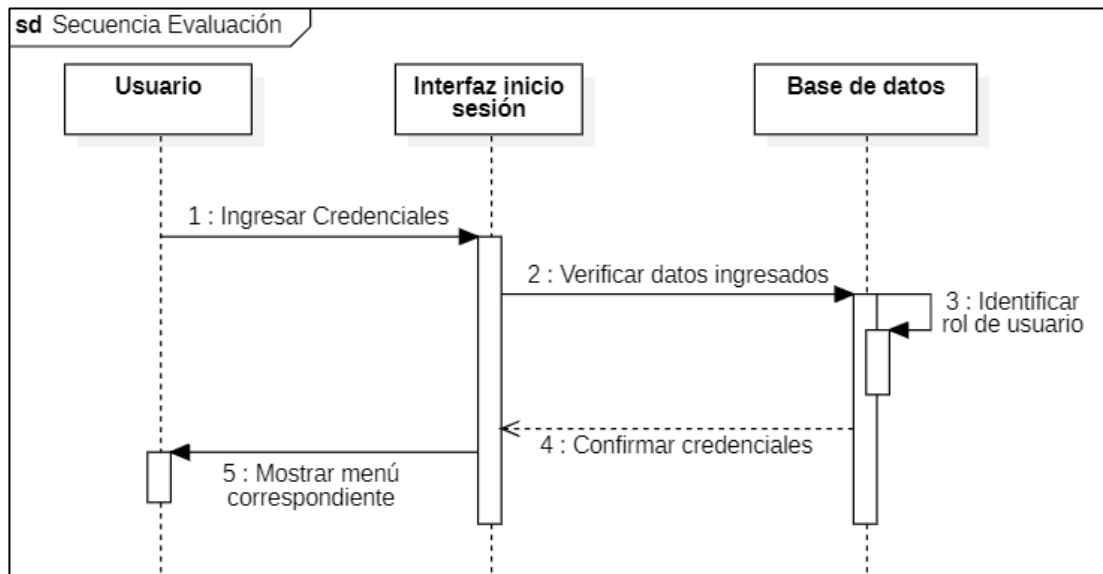 sd Secuencia Evaluación
Usuario
Interfaz inicio
sesión
Base de datos
1 : Ingresar Credenciales
2 : Verificar datos ingresados
3 : Identificar
rol de usuario
4 : Confirmar credenciales
5 : Mostrar menú
correspondiente